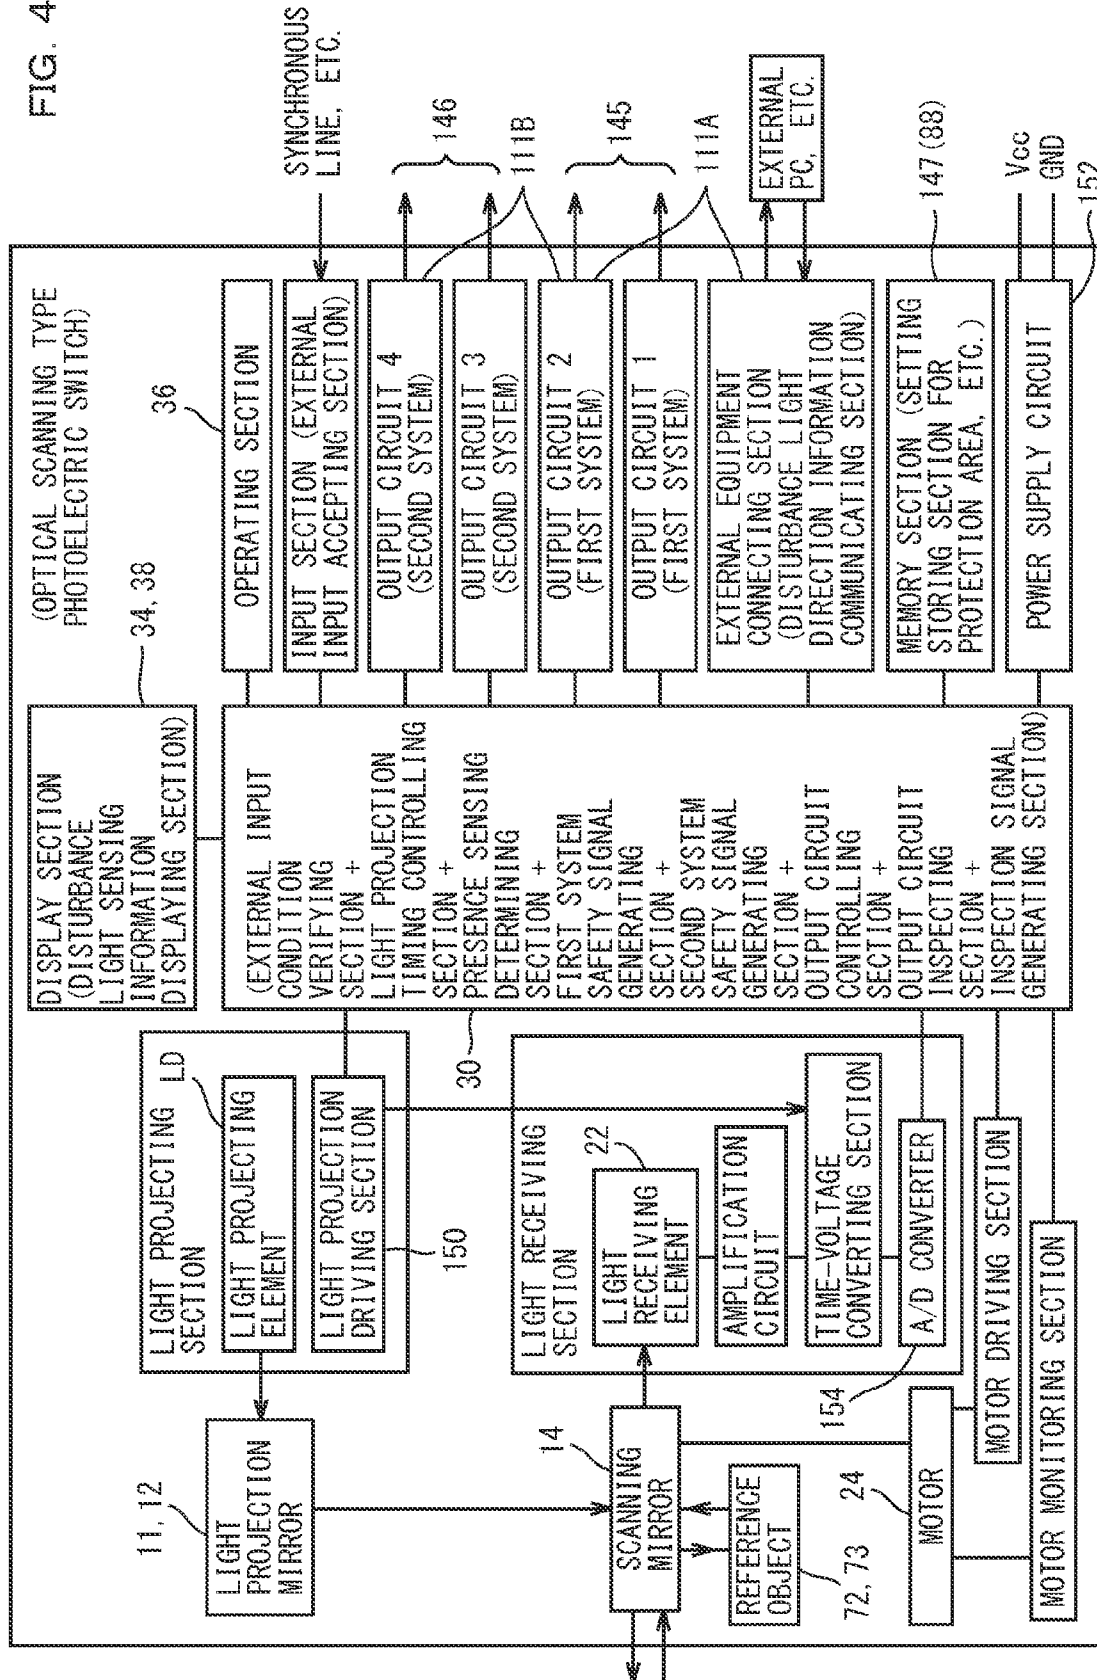 FIG. 4
(OPTICAL SCANNING TYPE
PHOTOELECTRIC SWITCH)
11, 12
LIGHT
PROJECTION
MIRROR
LIGHT PROJECTING
SECTION
LD
LIGHT PROJECTING
ELEMENT
LIGHT PROJECTION
DRIVING SECTION
150
14
SCANNING
MIRROR
REFERENCE
OBJECT
72, 73
LIGHT RECEIVING
SECTION
22
LIGHT
RECEIVING
ELEMENT
AMPLIFICATION
CIRCUIT
TIME-VOLTAGE
CONVERTING SECTION
A/D CONVERTER
154
24
MOTOR
MOTOR DRIVING SECTION
MOTOR MONITORING SECTION
DISPLAY SECTION
(DISTURBANCE
LIGHT SENSING
INFORMATION
DISPLAYING SECTION)
34, 38
(EXTERNAL INPUT
CONDITION
VERIFYING
SECTION +
LIGHT PROJECTION
TIMING CONTROLLING
SECTION +
PRESENCE SENSING
DETERMINING
SECTION +
FIRST SYSTEM
SAFETY SIGNAL
GENERATING
SECTION +
SECOND SYSTEM
SAFETY SIGNAL
GENERATING
SECTION +
OUTPUT CIRCUIT
CONTROLLING
SECTION +
OUTPUT CIRCUIT
INSPECTING
SECTION +
INSPECTION SIGNAL
GENERATING SECTION)
30
36
OPERATING SECTION
INPUT SECTION (EXTERNAL
INPUT ACCEPTING SECTION)
OUTPUT CIRCUIT 4
(SECOND SYSTEM)
OUTPUT CIRCUIT 3
(SECOND SYSTEM)
OUTPUT CIRCUIT 2
(FIRST SYSTEM)
OUTPUT CIRCUIT 1
(FIRST SYSTEM)
EXTERNAL EQUIPMENT
CONNECTING SECTION
(DISTURBANCE LIGHT
DIRECTION INFORMATION
COMMUNICATING SECTION)
MEMORY SECTION (SETTING
STORING SECTION FOR
PROTECTION AREA, ETC.)
POWER SUPPLY CIRCUIT
SYNCHRONOUS
LINE, ETC.
146
111B
145
111A
EXTERNAL
PC, ETC.
147(88)
Vcc
GND
152